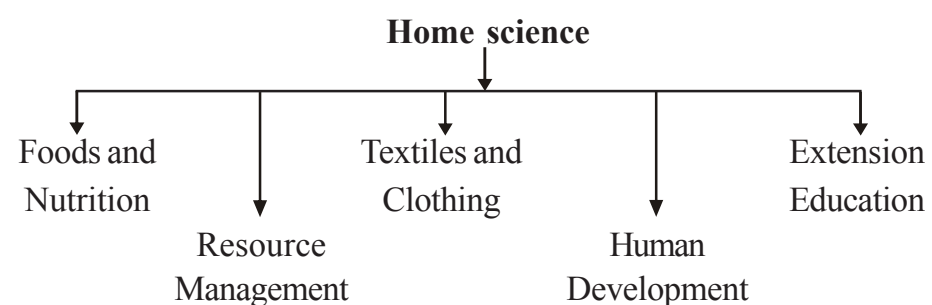 Home science
Foods and
Nutrition
Resource
Management
Textiles and
Clothing
Human
Development
Extension
Education